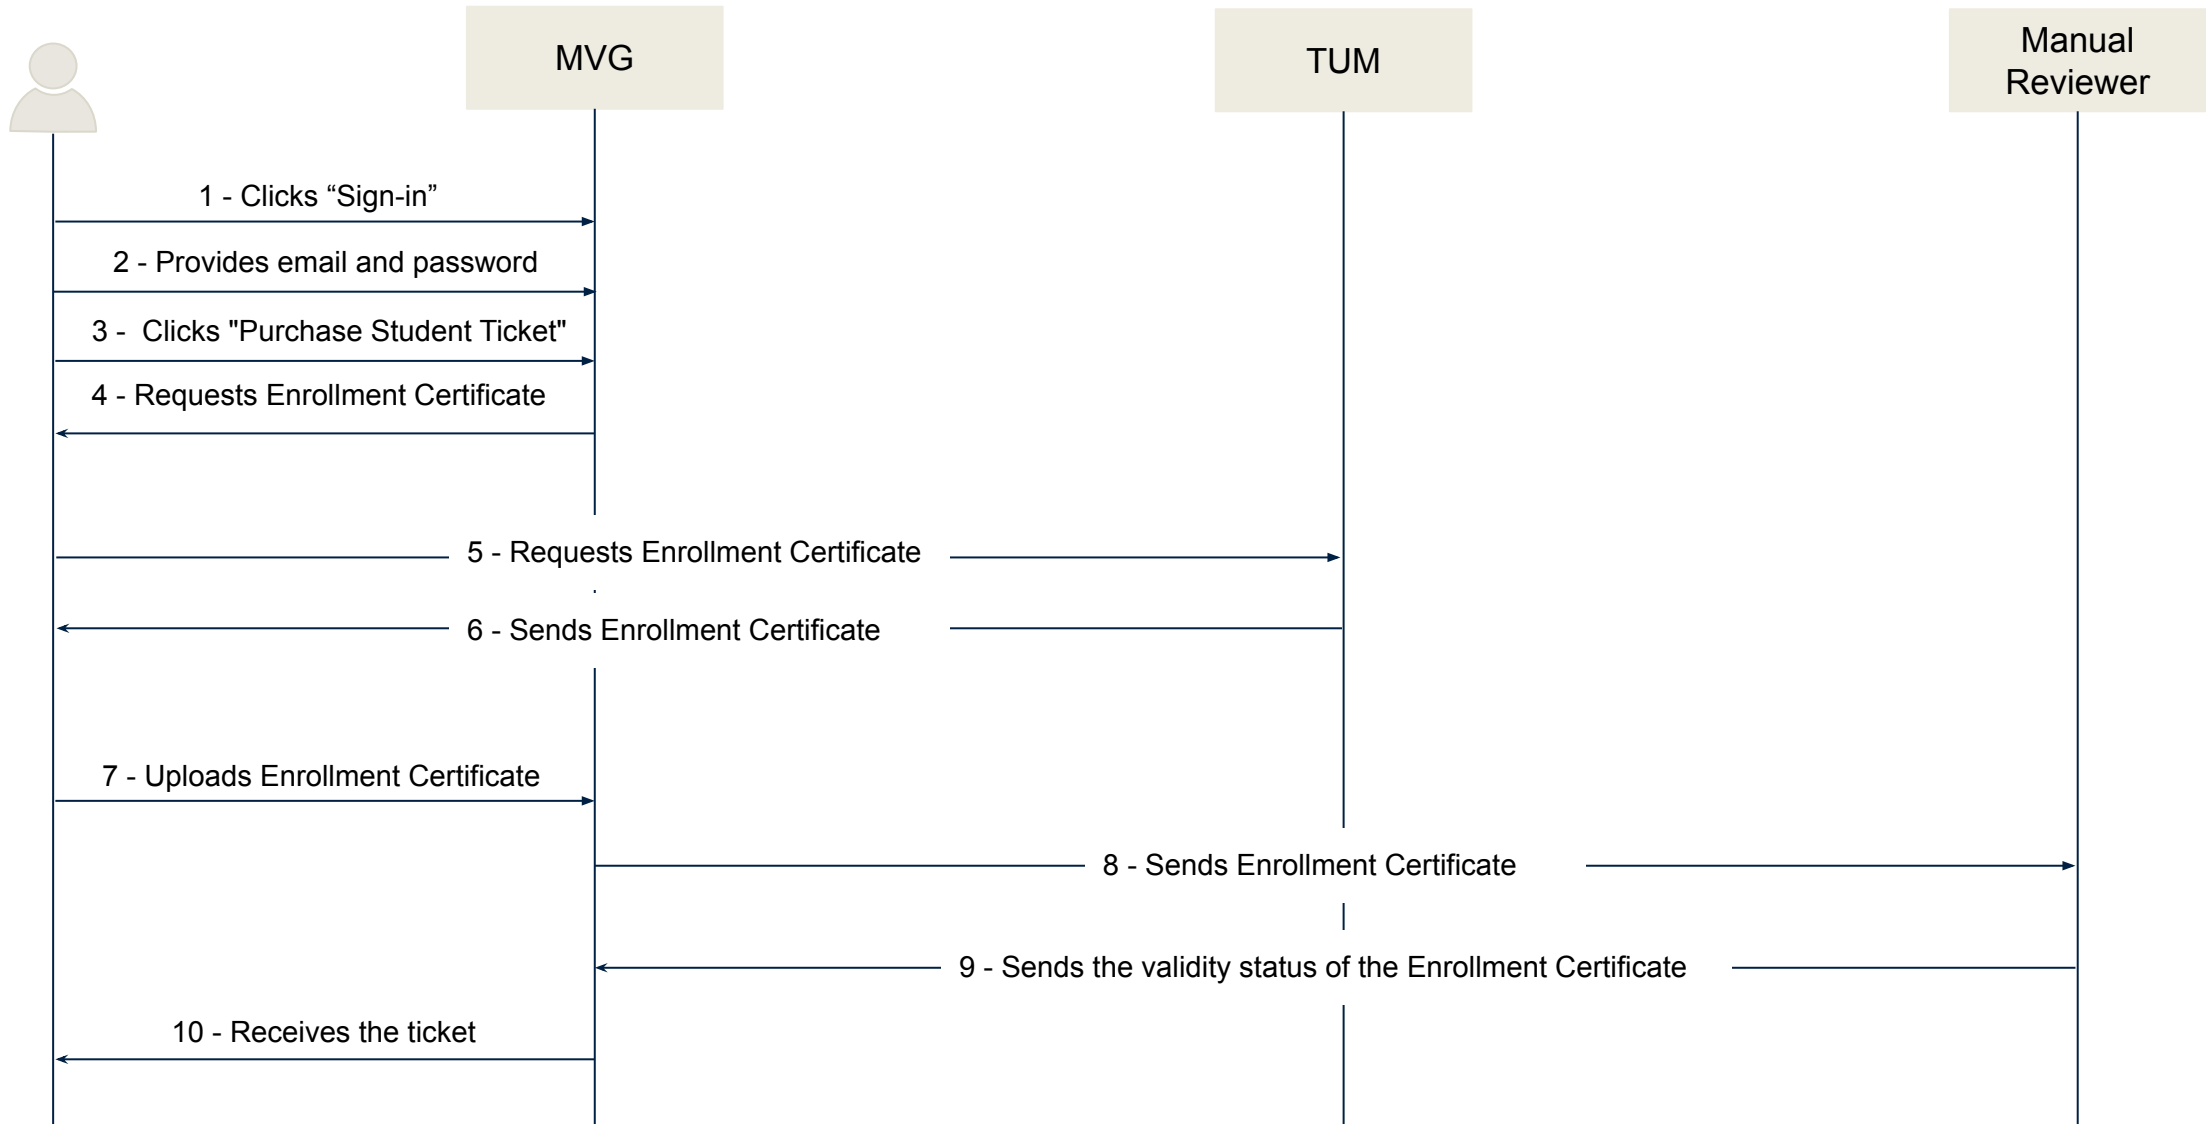 MVG
TUM
Manual
Reviewer
1 - Clicks “Sign-in”
2 - Provides email and password
3 -  Clicks "Purchase Student Ticket"
4 - Requests Enrollment Certificate
5 - Requests Enrollment Certificate
6 - Sends Enrollment Certificate
7 - Uploads Enrollment Certificate
8 - Sends Enrollment Certificate
9 - Sends the validity status of the Enrollment Certificate
10 - Receives the ticket